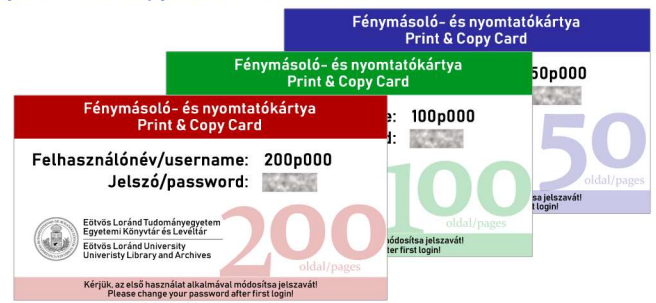 Fénymásoló- és nyomtatókártya
Print & Copy Card
50p000
50
oldal/pages
sa jelszavát!
t login!
Fénymásoló- és nyomtatókártya
Print & Copy Card
e: 100p000
d:
100
oldal/pages
módosítsa jelszavát!
ter first login!
Fénymásoló- és nyomtatókártya
Print & Copy Card
Felhasználónév/username: 200p000
Jelszó/password:
200
oldal/pages
Eötvös Loránd Tudományegyetem
Egyetemi Könyvtár és Levéltár
Eötvös Loránd University
Univeristy Library and Archives
Kérjük, az első használat alkalmával módosítsa jelszavát!
Please change your password after first login!